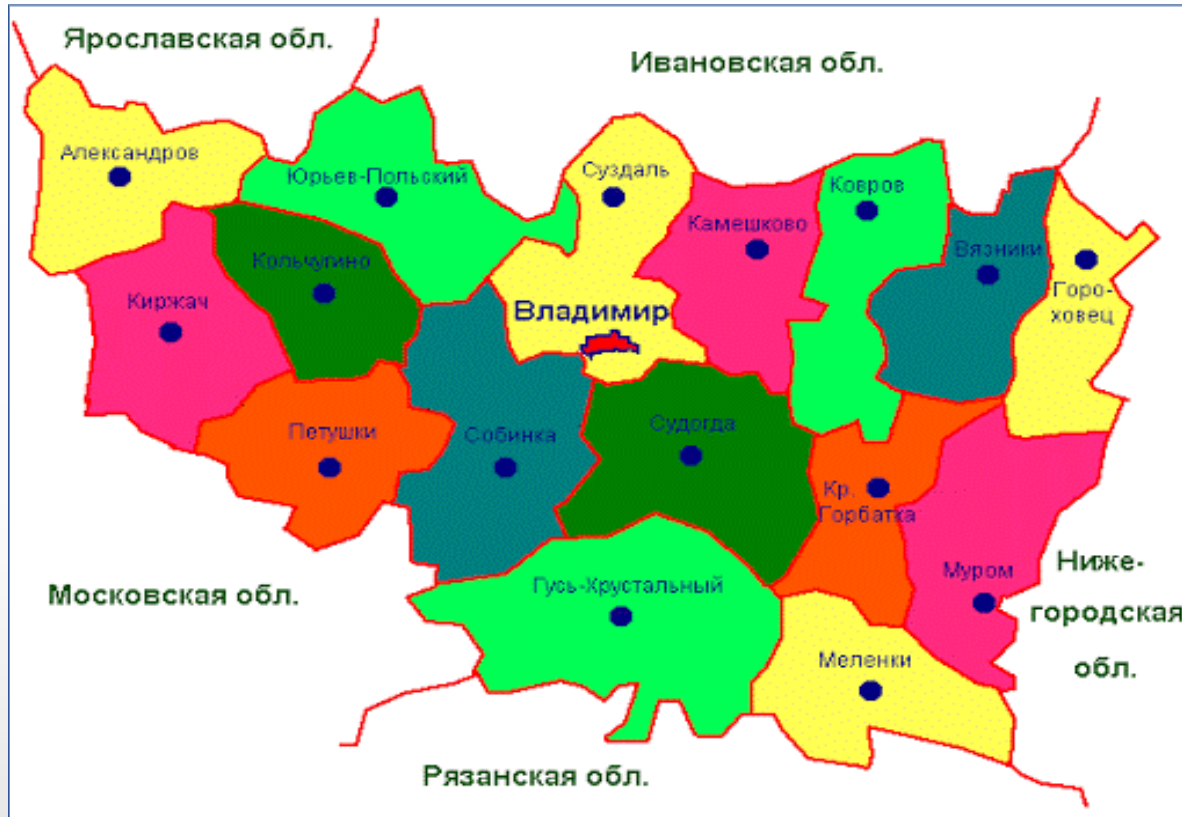 Ярославская обл.
Ивановская обл.
Александров
Юрьев-Польский
Суздаль
Ковров
Камешково
Кольчугино
Вязники
Киржач
Владимир
Горо-
ховец
Петушки
Собинка
Судогда
Кр.
Горбатка
Московская обл.
Гусь-Хрустальный
Муром
Ниже-
городская
обл.
Меленки
Рязанская обл.